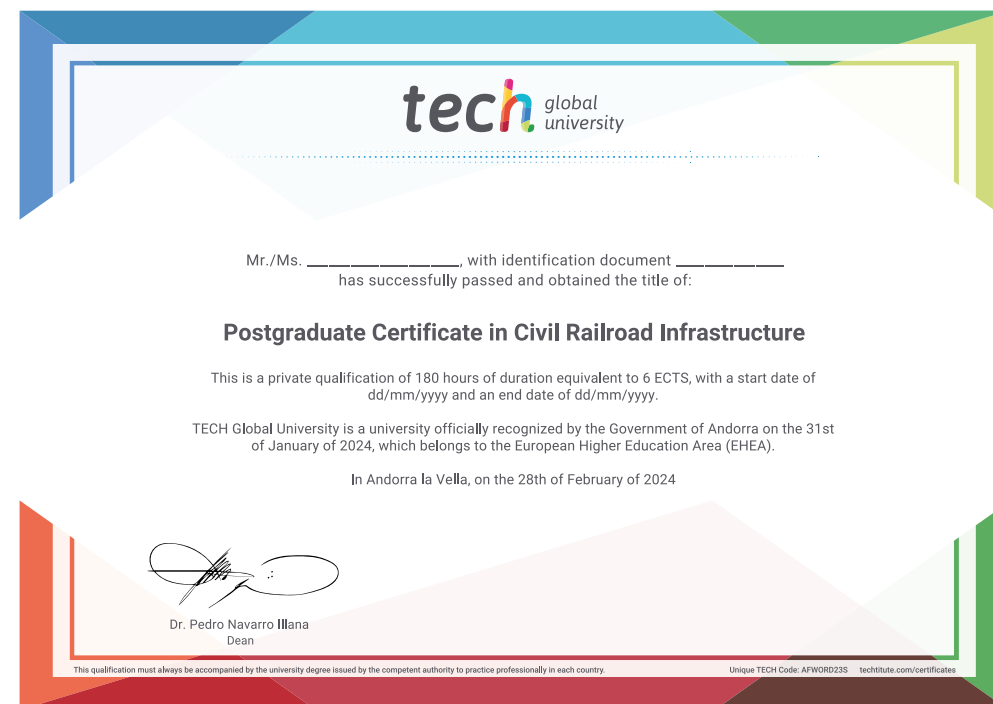 tech global university
Mr./Ms. ________________, with identification document ____________
has successfully passed and obtained the title of:
Postgraduate Certificate in Civil Railroad Infrastructure
This is a private qualification of 180 hours of duration equivalent to 6 ECTS, with a start date of
dd/mm/yyyy and an end date of dd/mm/yyyy.
TECH Global University is a university officially recognized by the Government of Andorra on the 31st
of January of 2024, which belongs to the European Higher Education Area (EHEA).
In Andorra la Vella, on the 28th of February of 2024
Dr. Pedro Navarro Illana
Dean
This qualification must always be accompanied by the university degree issued by the competent authority to practice professionally in each country.
Unique TECH Code: AFWORD23S techtitute.com/certificates